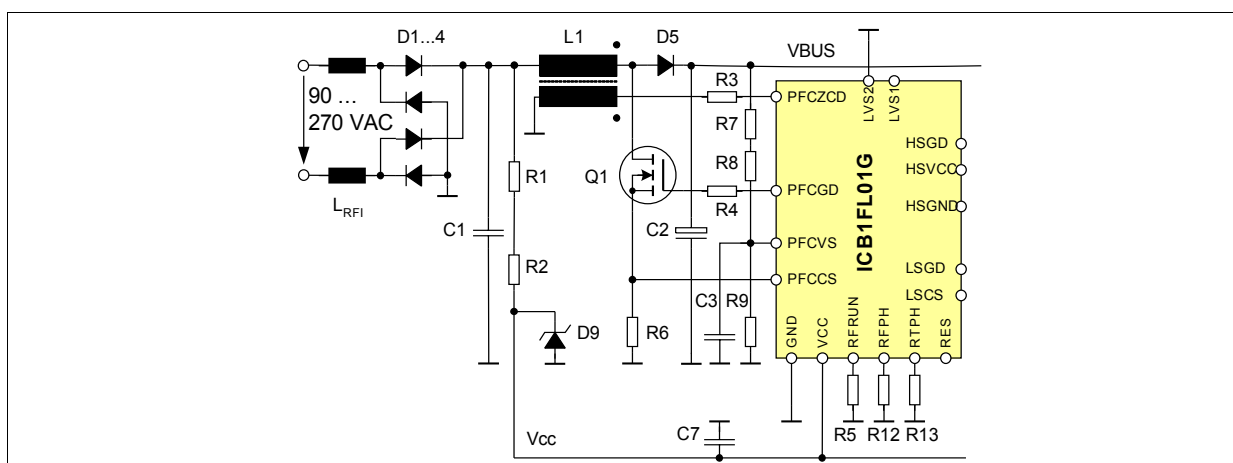 D1...4
L1
D5
VBUS
90 ...
270 VAC
LRFI
R1
R2
C1
D9
Q1
R3
R7
R8
R4
C2
C3
R9
R6
PFCZCD
PFCGD
PFCVS
PFCCS
ICB1FL01G
LVS2
LVS1
HSGD
HSVCC
HSGND
LSGD
LSCS
GND
VCC
RFRUN
RFPH
RTPH
RES
R5
R12
R13
Vcc
C7